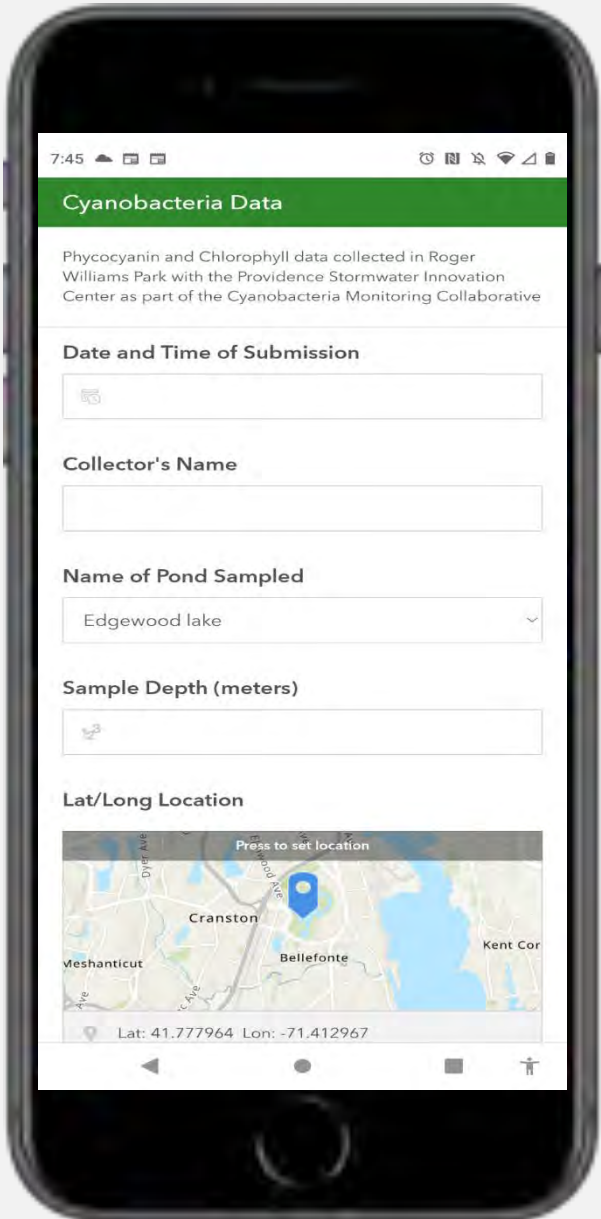 7:45
Cyanobacteria Data
Phycocyanin and Chlorophyll data collected in Roger
Williams Park with the Providence Stormwater Innovation
Center as part of the Cyanobacteria Monitoring Collaborative
Date and Time of Submission
Collector's Name
Name of Pond Sampled
Edgewood lake
Sample Depth (meters)
Lat/Long Location
Press to set location
Dyer Ave
Cranston
Bellefonte
Kent Cor
Meshanticut
Ave
Lat: 41.777964 Lon: -71.412967